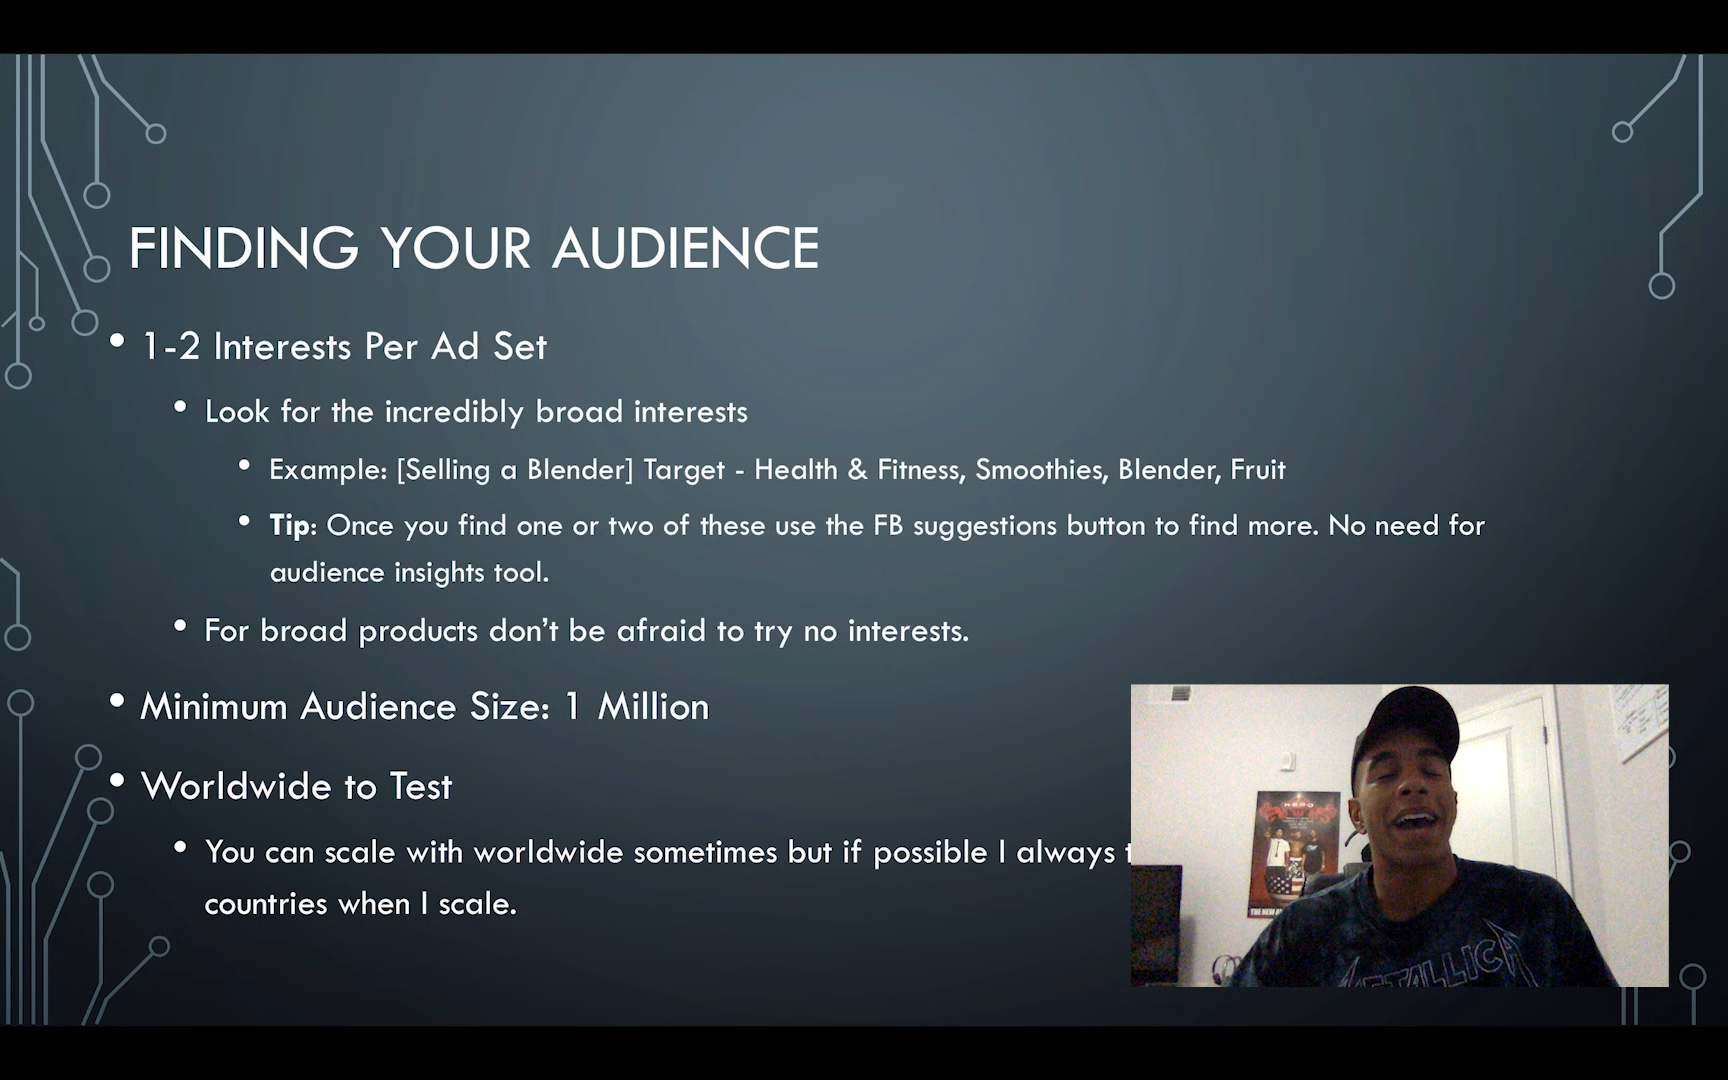 FINDING YOUR AUDIENCE
• 1-2 Interests Per Ad Set
• Look for the incredibly broad interests
• Example: [Selling a Blender] Target - Health & Fitness, Smoothies, Blender, Fruit
• Tip: Once you find one or two of these use the FB suggestions button to find more. No need for
audience insights tool.
• For broad products don’t be afraid to try no interests.
• Minimum Audience Size: 1 Million
• Worldwide to Test
• You can scale with worldwide sometimes but if possible I always
countries when I scale.
THE NEW
METALLICA